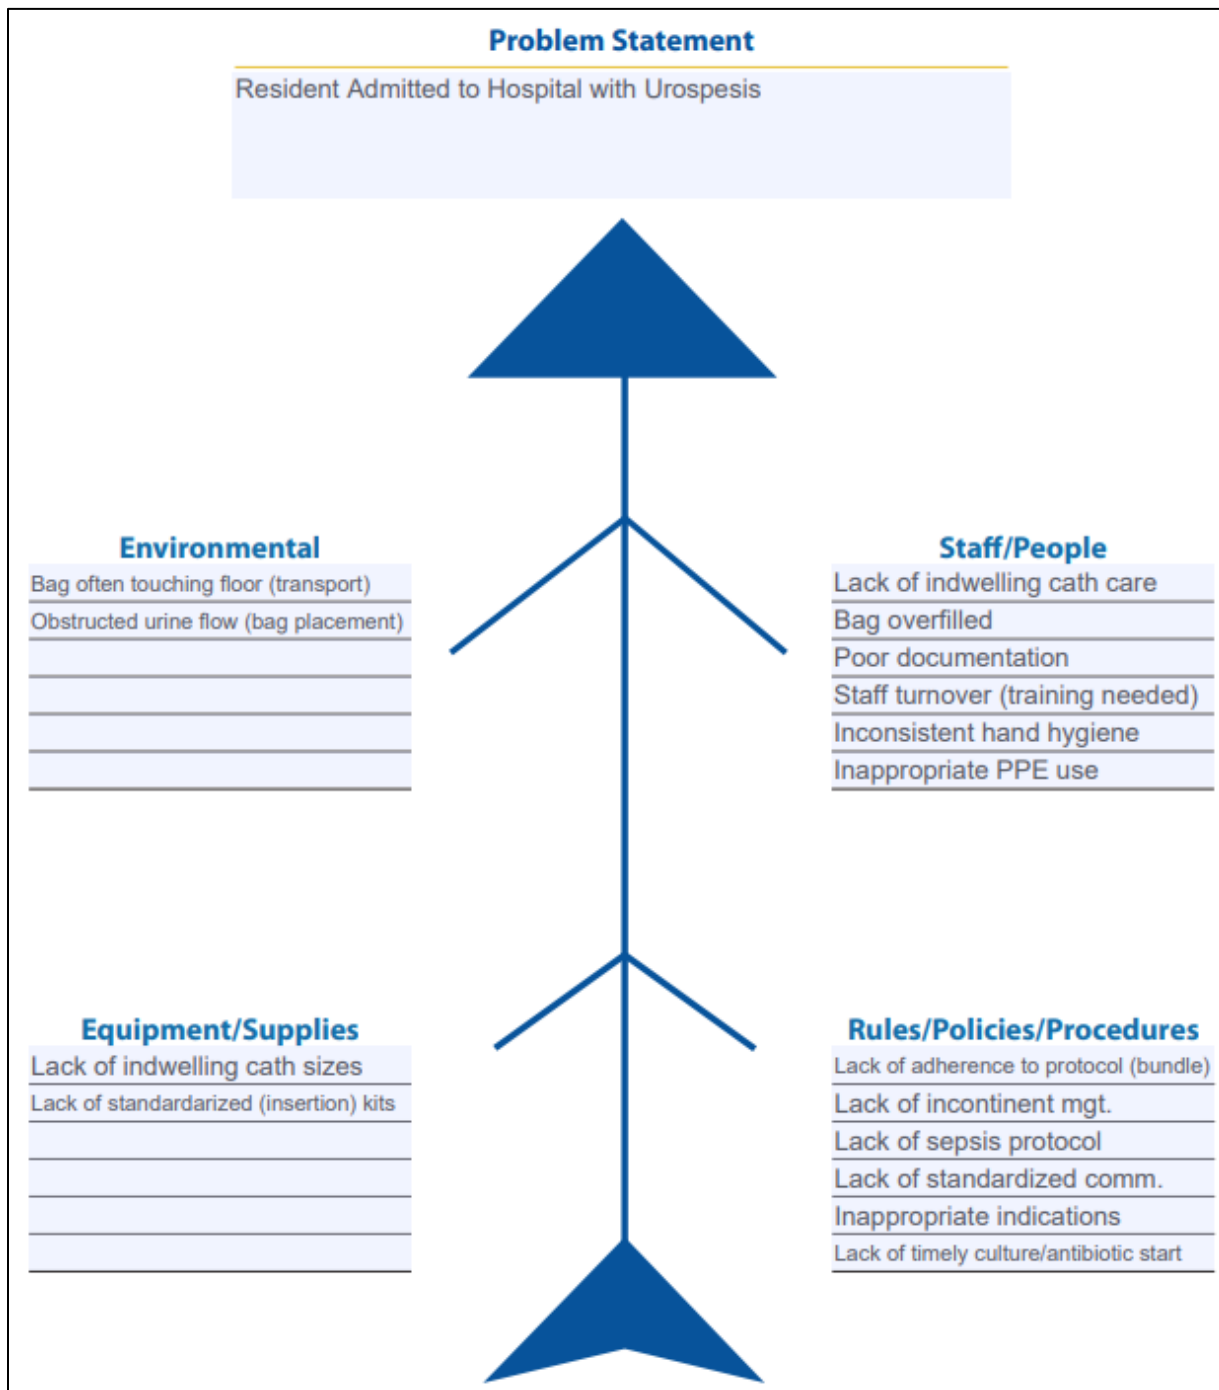 Problem Statement
Resident Admitted to Hospital with Urospesis
Environmental
Bag often touching floor (transport)
Obstructed urine flow (bag placement)
Staff/People
Lack of indwelling cath care
Bag overfilled
Poor documentation
Staff turnover (training needed)
Inconsistent hand hygiene
Inappropriate PPE use
Equipment/Supplies
Lack of indwelling cath sizes
Lack of standardarized (insertion) kits
Rules/Policies/Procedures
Lack of adherence to protocol (bundle)
Lack of incontinent mgt.
Lack of sepsis protocol
Lack of standardized comm.
Inappropriate indications
Lack of timely culture/antibiotic start